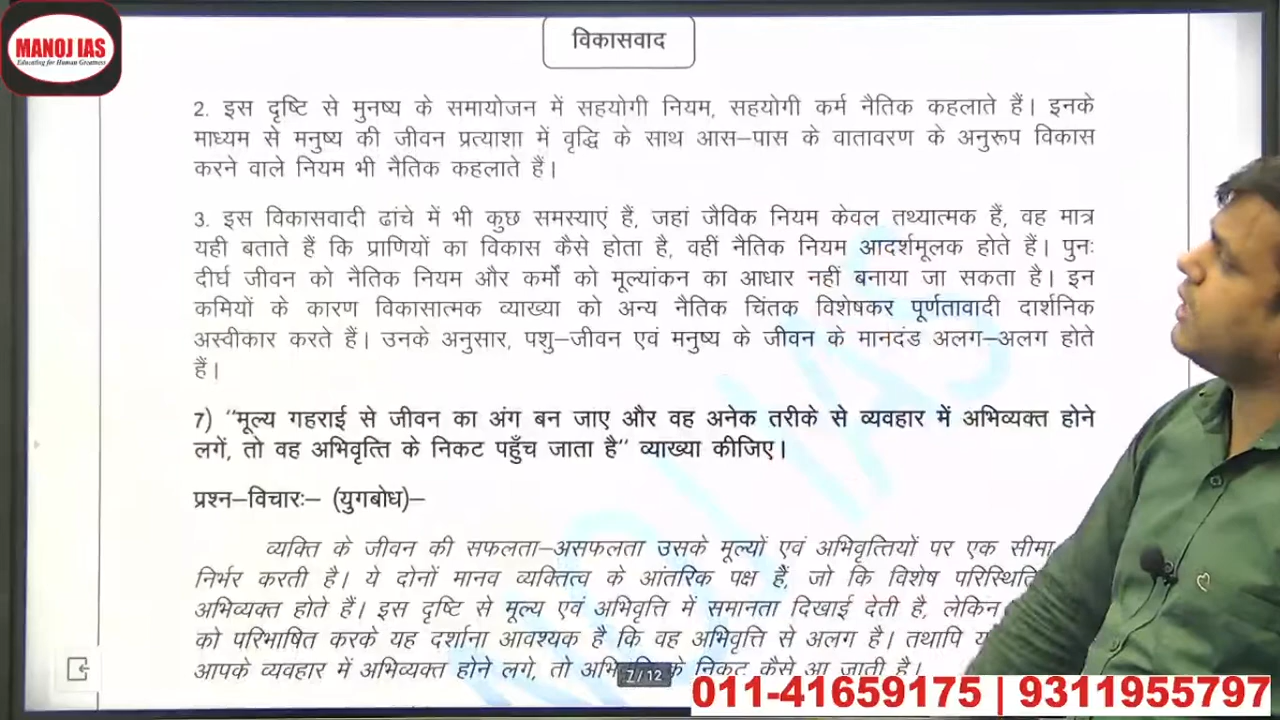 MANOJ IAS
Educating for Human Greatness
विकासवाद
2. इस दृष्टि से मुनष्य के समायोजन में सहयोगी नियम, सहयोगी कर्म नैतिक कहलाते हैं। इनके
माध्यम से मनुष्य की जीवन प्रत्याशा में वृद्धि के साथ आस–पास के वातावरण के अनुरूप विकास
करने वाले नियम भी नैतिक कहलाते हैं।
3. इस विकासवादी ढांचे में भी कुछ समस्याएं हैं, जहां जैविक नियम केवल तथ्यात्मक हैं, वह मात्र
यही बताते हैं कि प्राणियों का विकास कैसे होता है, वहीं नैतिक नियम आदर्शमूलक होते हैं। पुनः
दीर्घ जीवन को नैतिक नियम और कर्मो को मूल्यांकन का आधार नहीं बनाया जा सकता है। इन
कमियों के कारण विकासात्मक व्याख्या को अन्य नैतिक चिंतक विशेषकर पूर्णतावादी दार्शनिक
अस्वीकार करते हैं। उनके अनुसार, पशु–जीवन एवं मनुष्य के जीवन के मानदंड अलग–अलग होते
हैं।
7) “मूल्य गहराई से जीवन का अंग बन जाए और वह अनेक तरीके से व्यवहार में अभिव्यक्त होने
लगें, तो वह अभिवृत्ति के निकट पहुँच जाता है” व्याख्या कीजिए।
प्रश्न–विचारः– (युगबोध)–
व्यक्ति के जीवन की सफलता–असफलता उसके मूल्यों एवं अभिवृत्तियों पर एक सीमा
निर्भर करती है। ये दोनों मानव व्यक्तित्व के आंतरिक पक्ष हैं, जो कि विशेष
अभिव्यक्त होते हैं। इस दृष्टि से मूल्य एवं अभिवृत्ति में समानता दिखाई देती है, लेकिन
को परिभाषित करके यह दर्शाना आवश्यक है कि वह अभिवृत्ति से अलग है। तथापि
आपके व्यवहार में अभिव्यक्त होने लगे, तो के निकट कैसे आ जाती है।
7/12
011-41659175 | 9311955797